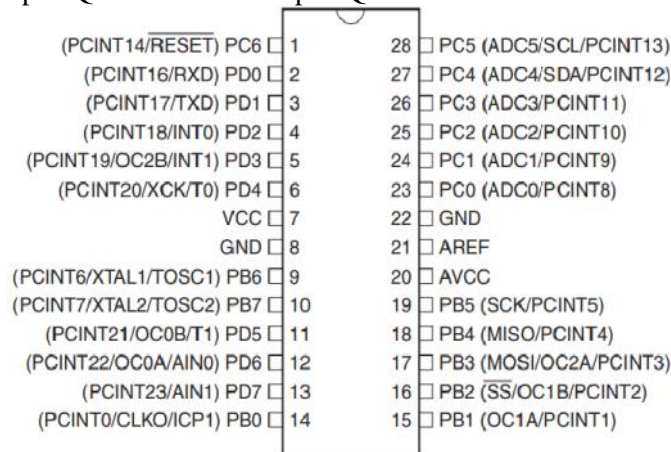 (PCINT14/RESET) PC6 1 28 PC5 (ADC5/SCL/PCINT13)
(PCINT16/RXD) PD0 2 27 PC4 (ADC4/SDA/PCINT12)
(PCINT17/TXD) PD1 3 26 PC3 (ADC3/PCINT11)
(PCINT18/INT0) PD2 4 25 PC2 (ADC2/PCINT10)
(PCINT19/OC2B/INT1) PD3 5 24 PC1 (ADC1/PCINT9)
(PCINT20/XCK/T0) PD4 6 23 PC0 (ADC0/PCINT8)
VCC 7 22 GND
GND 8 21 AREF
(PCINT6/XTAL1/TOSC1) PB6 9 20 AVCC
(PCINT7/XTAL2/TOSC2) PB7 10 19 PB5 (SCK/PCINT5)
(PCINT21/OC0B/T1) PD5 11 18 PB4 (MISO/PCINT4)
(PCINT22/OC0A/AIN0) PD6 12 17 PB3 (MOSI/OC2A/PCINT3)
(PCINT23/AIN1) PD7 13 16 PB2 (SS/OC1B/PCINT2)
(PCINT0/CLKO/ICP1) PB0 14 15 PB1 (OC1A/PCINT1)